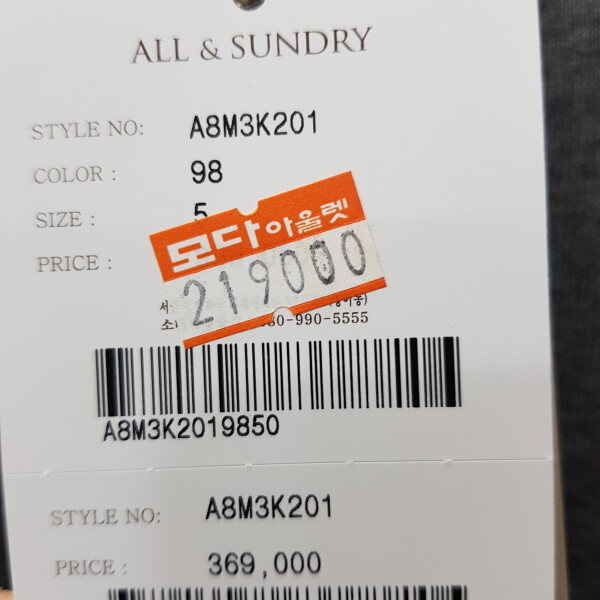 ALL & SUNDRY
STYLE NO: A8M3K201
COLOR : 98
SIZE : 5
PRICE :
모다아울렛
219000
-990-5555
A8M3K2019850
STYLE NO: A8M3K201
PRICE : 369,000